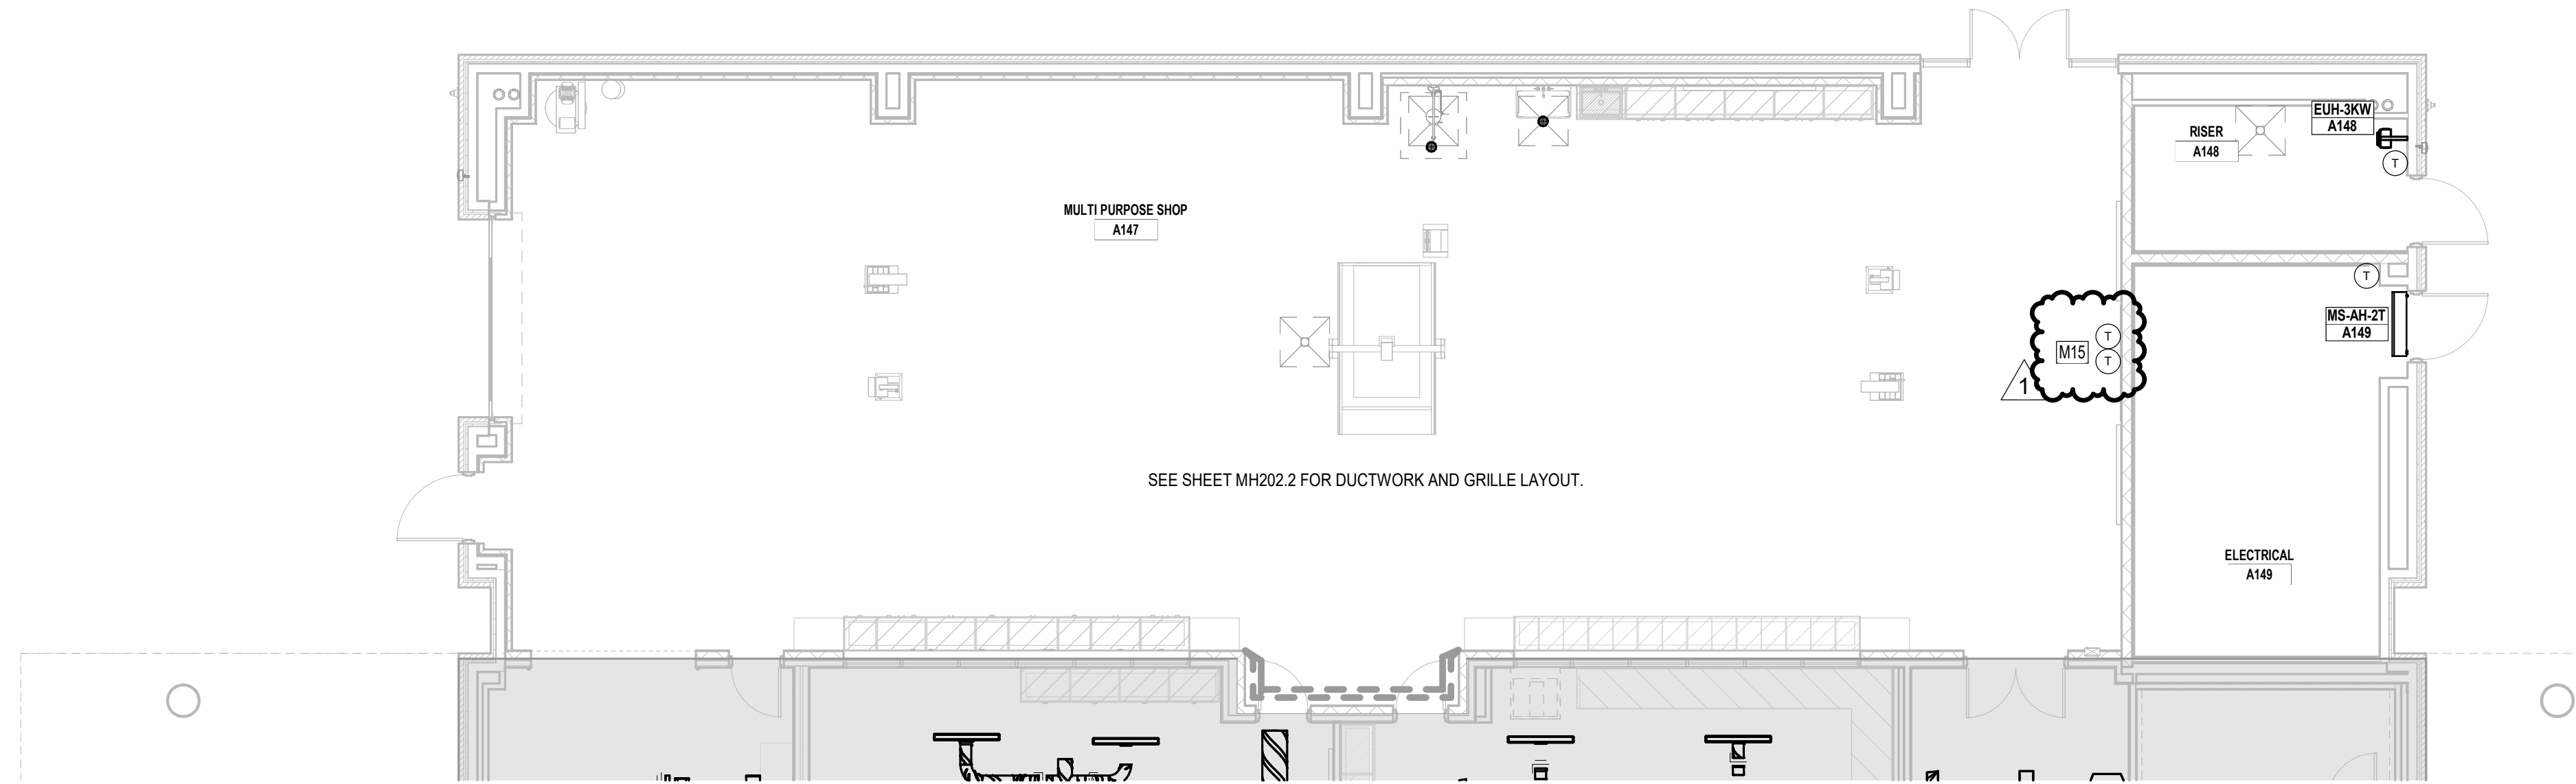 EUH-3KW
A148
RISER
A148
T
MULTI PURPOSE SHOP
A147
T
MS-AH-2T
A149
T
M15
T
1
SEE SHEET MH202.2 FOR DUCTWORK AND GRILLE LAYOUT.
ELECTRICAL
A149